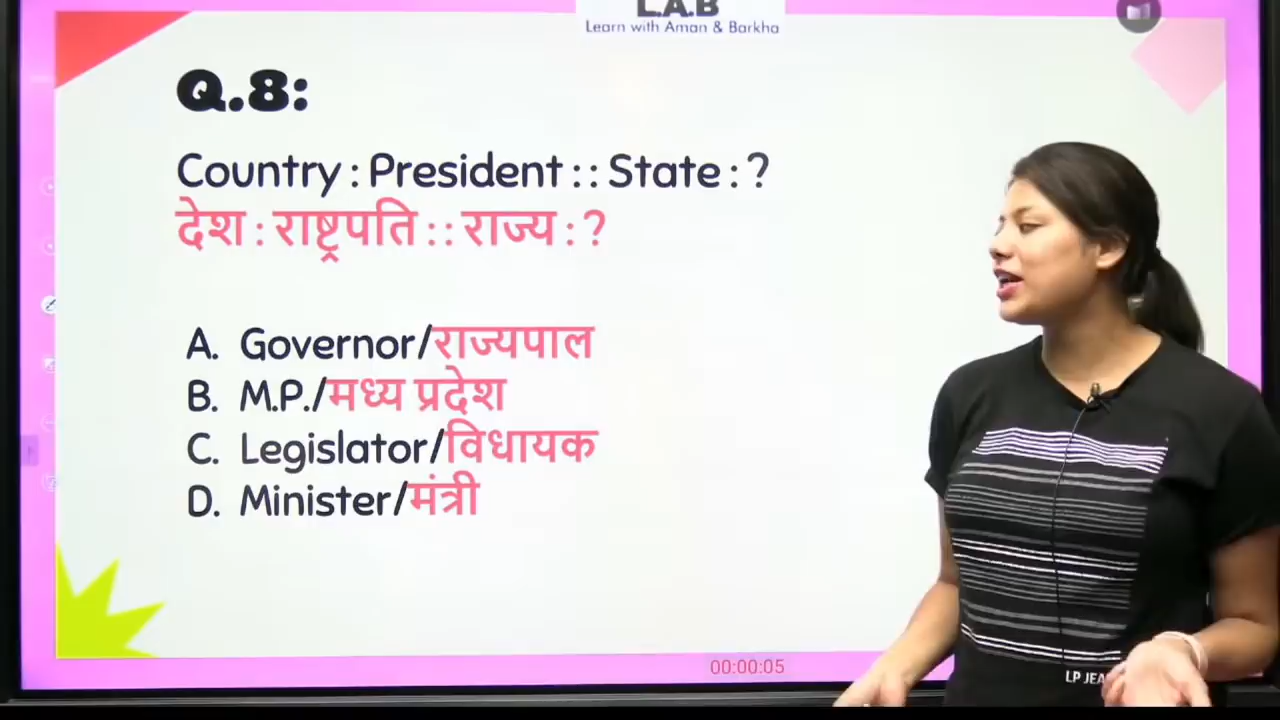 L.A.B
Learn with Aman & Barkha
Q.8:
Country : President : : State : ?
देश : राष्ट्रपति : : राज्य : ?
A. Governor/राज्यपाल
B. M.P./मध्य प्रदेश
C. Legislator/विधायक
D. Minister/मंत्री
00:00:05